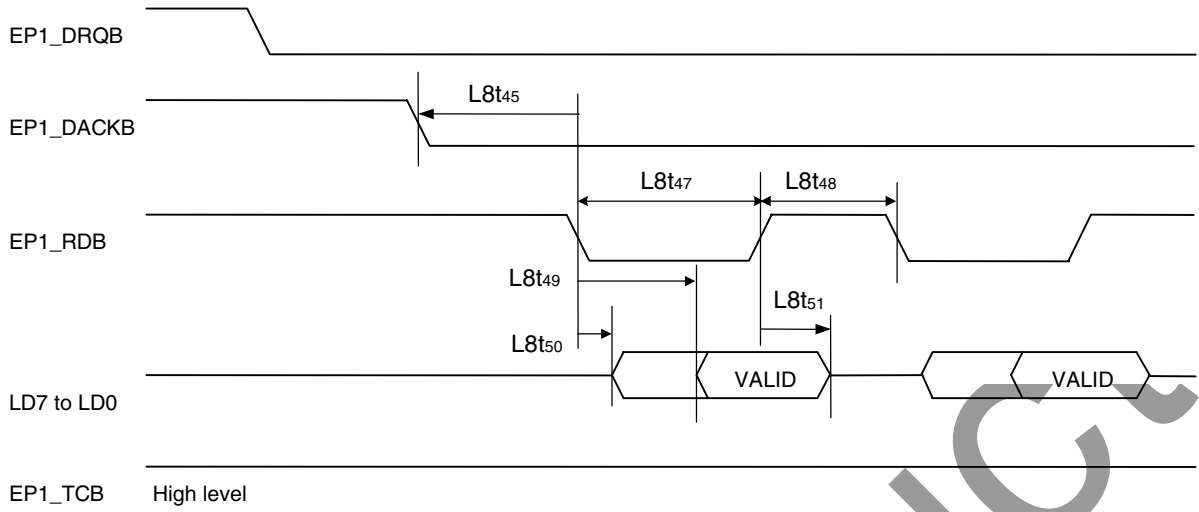 EP1_DRQB
L8t45
EP1_DACKB
L8t47 L8t48
EP1_RDB
L8t49
L8t51
L8t50
VALID VALID
LD7 to LD0
EP1_TCB High level